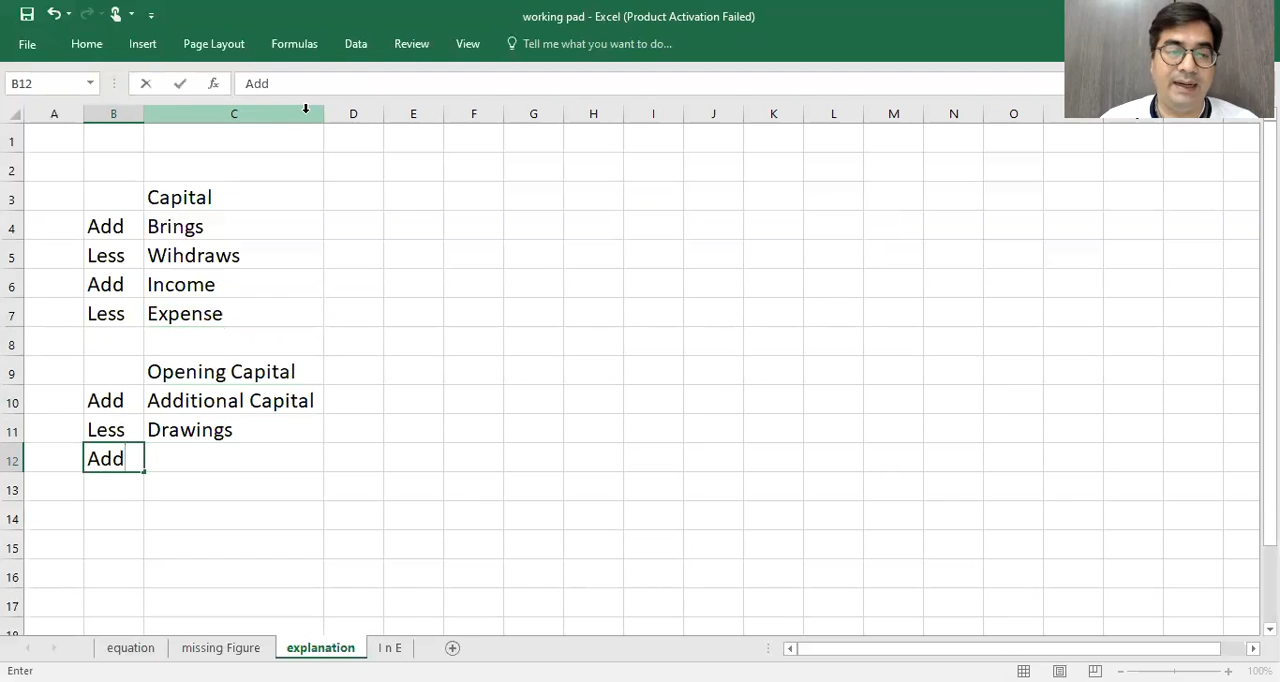 working pad - Excel (Product Activation Failed)
File Home Insert Page Layout Formulas Data Review View Tell me what you want to do...
B12 fx Add
A B C D E F G H I J K L M N O
1
2
3 Capital
4 Add Brings
5 Less Wihdraws
6 Add Income
7 Less Expense
8
9 Opening Capital
10 Add Additional Capital
11 Less Drawings
12 Add
13
14
15
16
17
18
equation missing Figure explanation I n E
Enter 100%